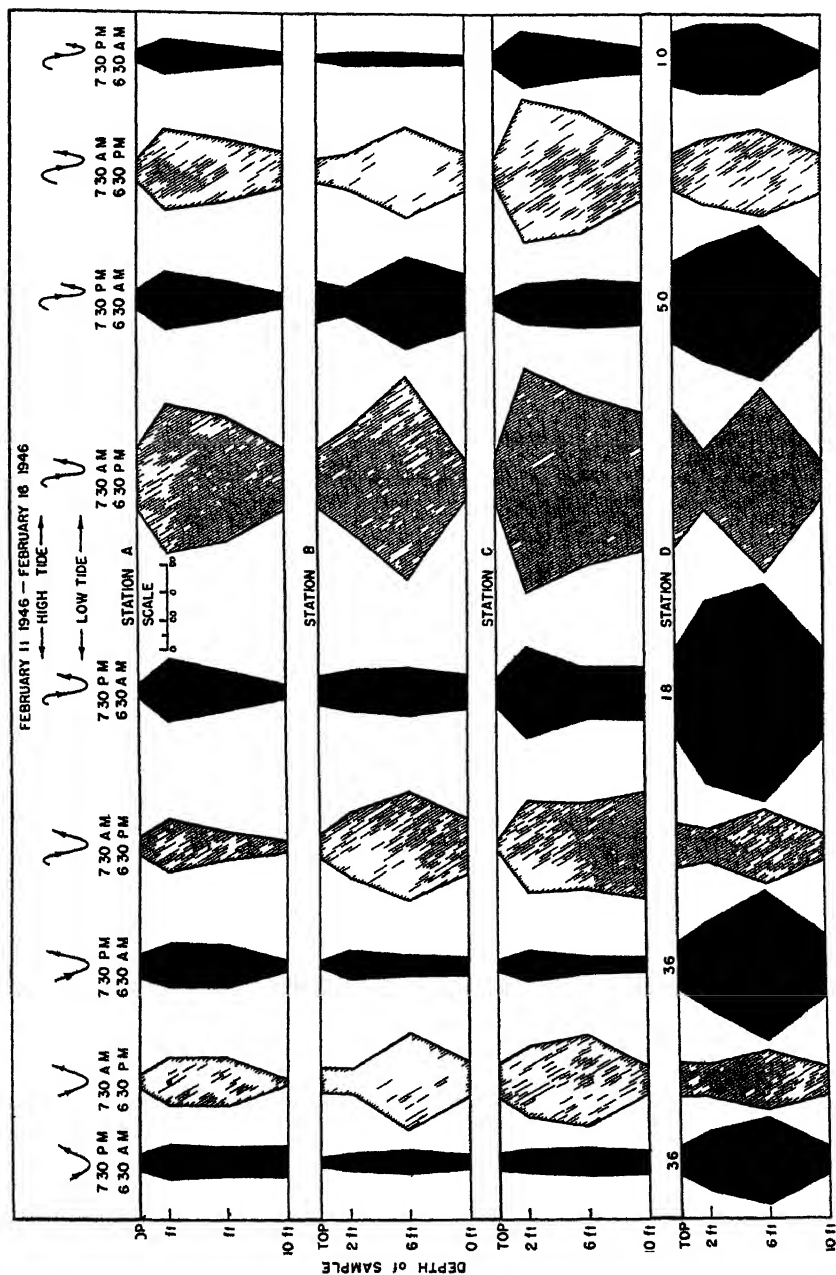 FEBRUARY 11 1946 — FEBRUARY 16 1946
← HIGH TIDE →
← LOW TIDE →
7 30 PM 7 30 AM 7 30 PM 7 30 AM 7 30 PM 7 30 AM 7 30 PM 7 30 AM 7 30 PM
6 30 AM 6 30 PM 6 30 AM 6 30 PM 6 30 AM 6 30 PM 6 30 AM 6 30 PM 6 30 AM
STATION A
SCALE
OP
ft
ft
10 ft
STATION B
TOP
2 ft
6 ft
0 ft
STATION C
TOP
2 ft
6 ft
10 ft
36 36 18 STATION D 50 10
TOP
2 ft
6 ft
10 ft
DEPTH of SAMPLE